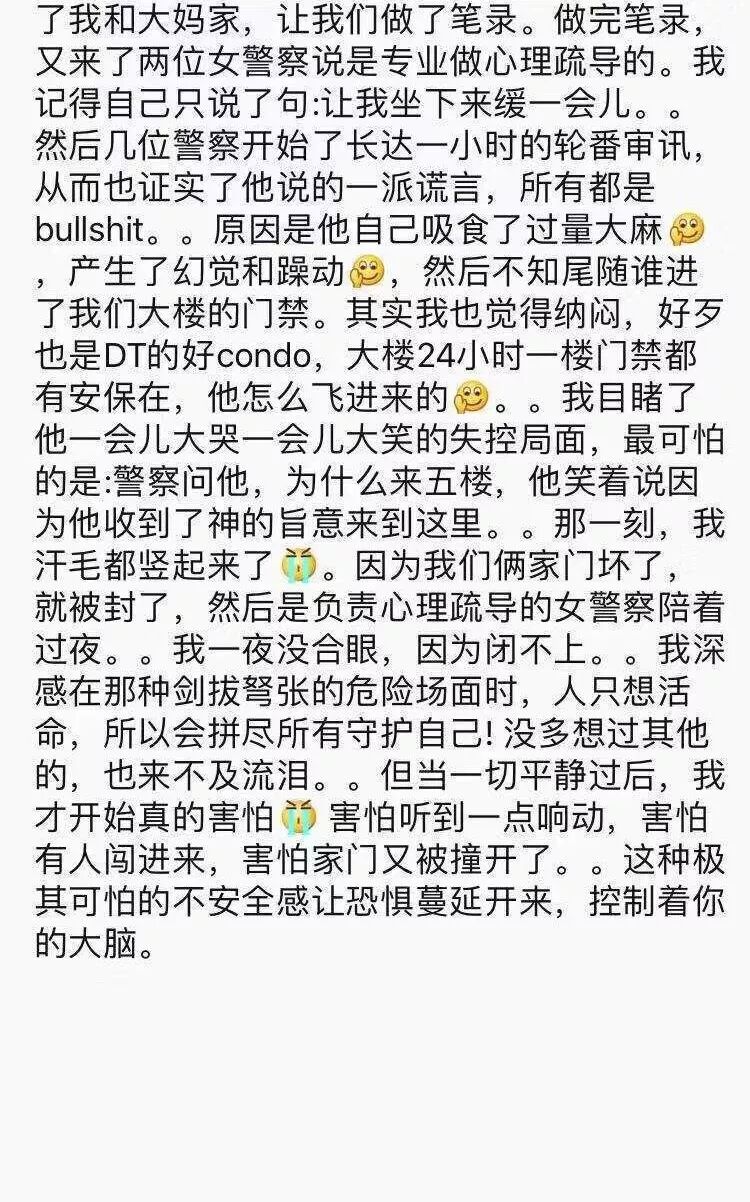 了我和大妈家，让我们做了笔录。做完笔录，
又来了两位女警察说是专业做心理疏导的。我
记得自己只说了句:让我坐下来缓一会儿。。
然后几位警察开始了长达一小时的轮番审讯，
从而也证实了他说的一派谎言，所有都是
bullshit。。原因是他自己吸食了过量大麻
，产生了幻觉和躁动，然后不知尾随谁进
了我们大楼的门禁。其实我也觉得纳闷，好歹
也是DT的好condo，大楼24小时一楼门禁都
有安保在，他怎么飞进来的。。我目睹了
他一会儿大哭一会儿大笑的失控局面，最可怕
的是:警察问他，为什么来五楼，他笑着说因
为他收到了神的旨意来到这里。。那一刻，我
汗毛都竖起来了😭。因为我们俩家门坏了，
就被封了，然后是负责心理疏导的女警察陪着
过夜。。我一夜没合眼，因为闭不上。。我深
感在那种剑拔弩张的危险场面时，人只想活
命，所以会拼尽所有守护自己! 没多想过其他
的，也来不及流泪。。但当一切平静过后，我
才开始真的害怕😭 害怕听到一点响动，害怕
有人闯进来，害怕家门又被撞开了。。这种极
其可怕的不安全感让恐惧蔓延开来，控制着你
的大脑。